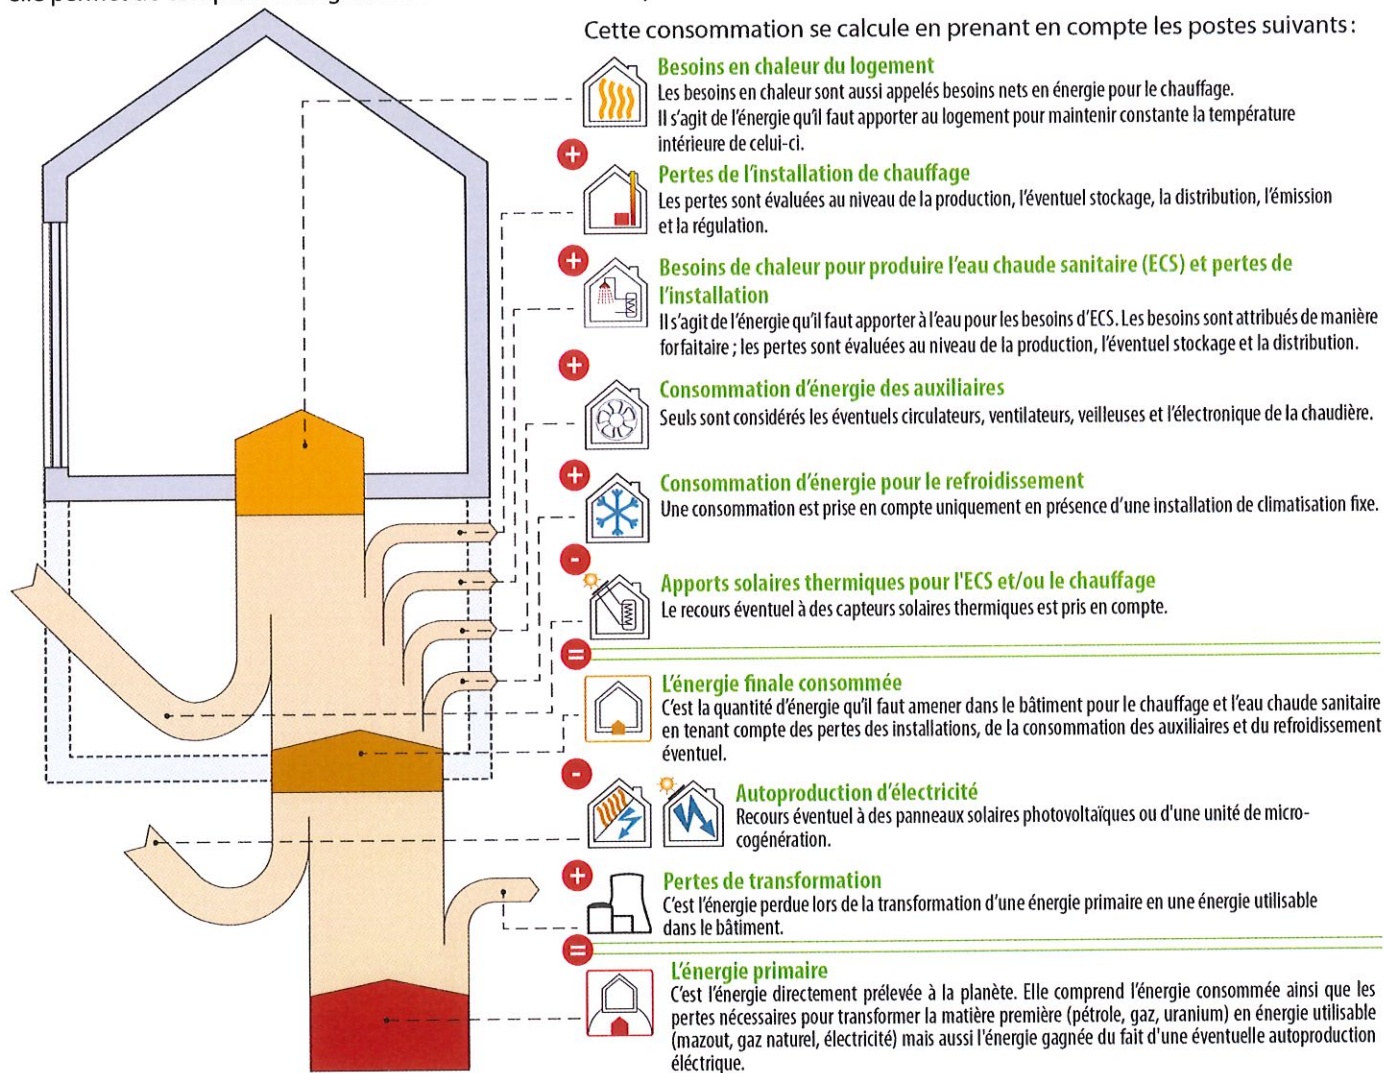 Cette consommation se calcule en prenant en compte les postes suivants :
Besoins en chaleur du logement
Les besoins en chaleur sont aussi appelés besoins nets en énergie pour le chauffage.
Il s'agit de l'énergie qu'il faut apporter au logement pour maintenir constante la température
intérieure de celui-ci.
+
Pertes de l'installation de chauffage
Les pertes sont évaluées au niveau de la production, l'éventuel stockage, la distribution, l'émission
et la régulation.
+
Besoins de chaleur pour produire l'eau chaude sanitaire (ECS) et pertes de
l'installation
Il s'agit de l'énergie qu'il faut apporter à l'eau pour les besoins d'ECS. Les besoins sont attribués de manière
forfaitaire ; les pertes sont évaluées au niveau de la production, l'éventuel stockage et la distribution.
+
Consommation d'énergie des auxiliaires
Seuls sont considérés les éventuels circulateurs, ventilateurs, veilleuses et l'électronique de la chaudière.
+
Consommation d'énergie pour le refroidissement
Une consommation est prise en compte uniquement en présence d'une installation de climatisation fixe.
-
Apports solaires thermiques pour l'ECS et/ou le chauffage
Le recours éventuel à des capteurs solaires thermiques est pris en compte.
=
L'énergie finale consommée
C'est la quantité d'énergie qu'il faut amener dans le bâtiment pour le chauffage et l'eau chaude sanitaire
en tenant compte des pertes des installations, de la consommation des auxiliaires et du refroidissement
éventuel.
-
Autoproduction d'électricité
Recours éventuel à des panneaux solaires photovoltaïques ou d'une unité de micro-
cogénération.
+
Pertes de transformation
C'est l'énergie perdue lors de la transformation d'une énergie primaire en une énergie utilisable
dans le bâtiment.
=
L'énergie primaire
C'est l'énergie directement prélevée à la planète. Elle comprend l'énergie consommée ainsi que les
pertes nécessaires pour transformer la matière première (pétrole, gaz, uranium) en énergie utilisable
(mazout, gaz naturel, électricité) mais aussi l'énergie gagnée du fait d'une éventuelle autoproduction
éléctrique.